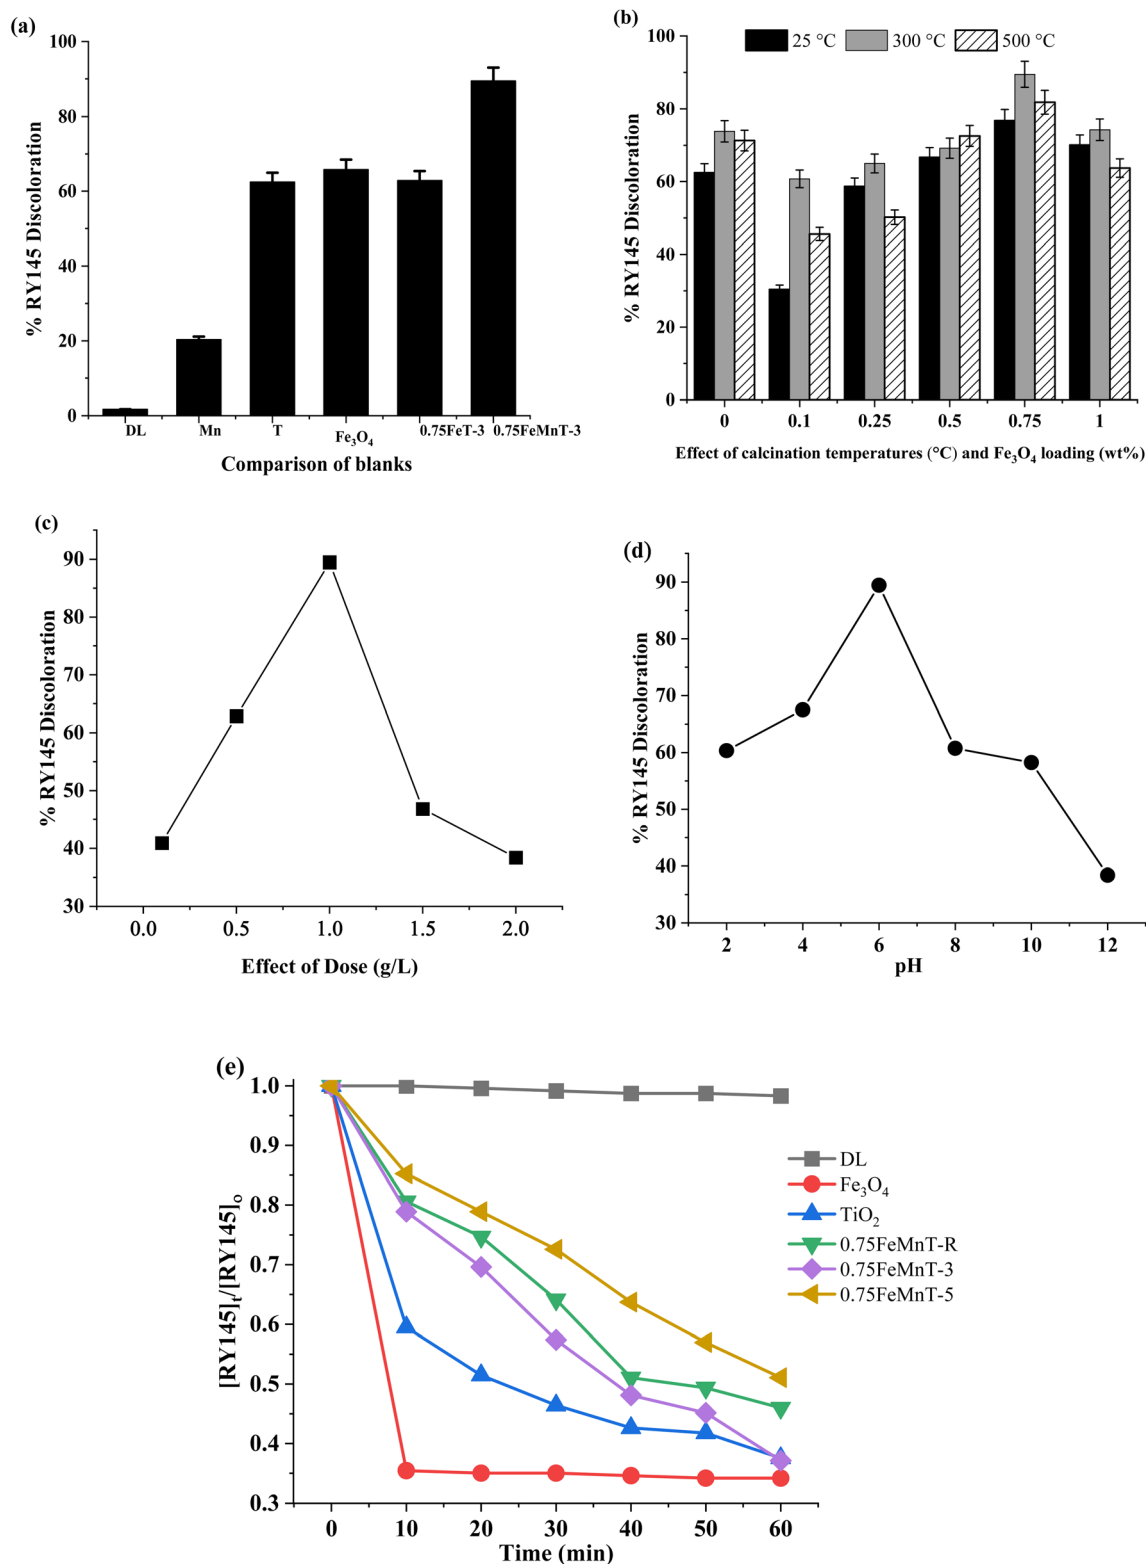 (a)
100
80
60
40
20
0
% RY145 Discoloration
DL Mn T Fe₃O₄ 0.75FeT-3 0.75FeMnT-3
Comparison of blanks
(b)
25 °C 300 °C 500 °C
100
80
60
40
20
0
% RY145 Discoloration
0 0.1 0.25 0.5 0.75 1
Effect of calcination temperatures (°C) and Fe₃O₄ loading (wt%)
(c)
90
80
70
60
50
40
30
% RY145 Discoloration
0.0 0.5 1.0 1.5 2.0
Effect of Dose (g/L)
(d)
90
80
70
60
50
40
30
% RY145 Discoloration
2 4 6 8 10 12
pH
(e)
1.0
0.9
0.8
0.7
0.6
0.5
0.4
0.3
[RY145]ₜ/[RY145]ₒ
0 10 20 30 40 50 60
Time (min)
DL
Fe₃O₄
TiO₂
0.75FeMnT-R
0.75FeMnT-3
0.75FeMnT-5